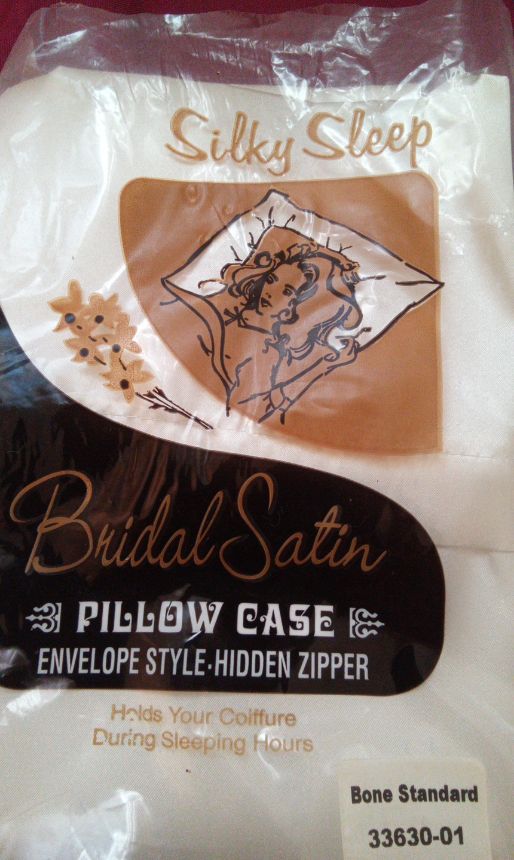 Silky Sleep
Bridal Satin
PILLOW CASE
ENVELOPE STYLE·HIDDEN ZIPPER
Holds Your Coiffure
During Sleeping Hours
Bone Standard
33630-01